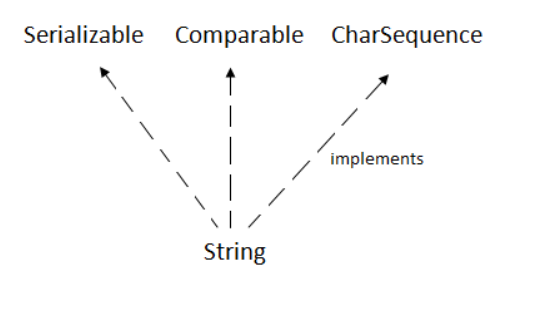 Serializable Comparable CharSequence
implements
String